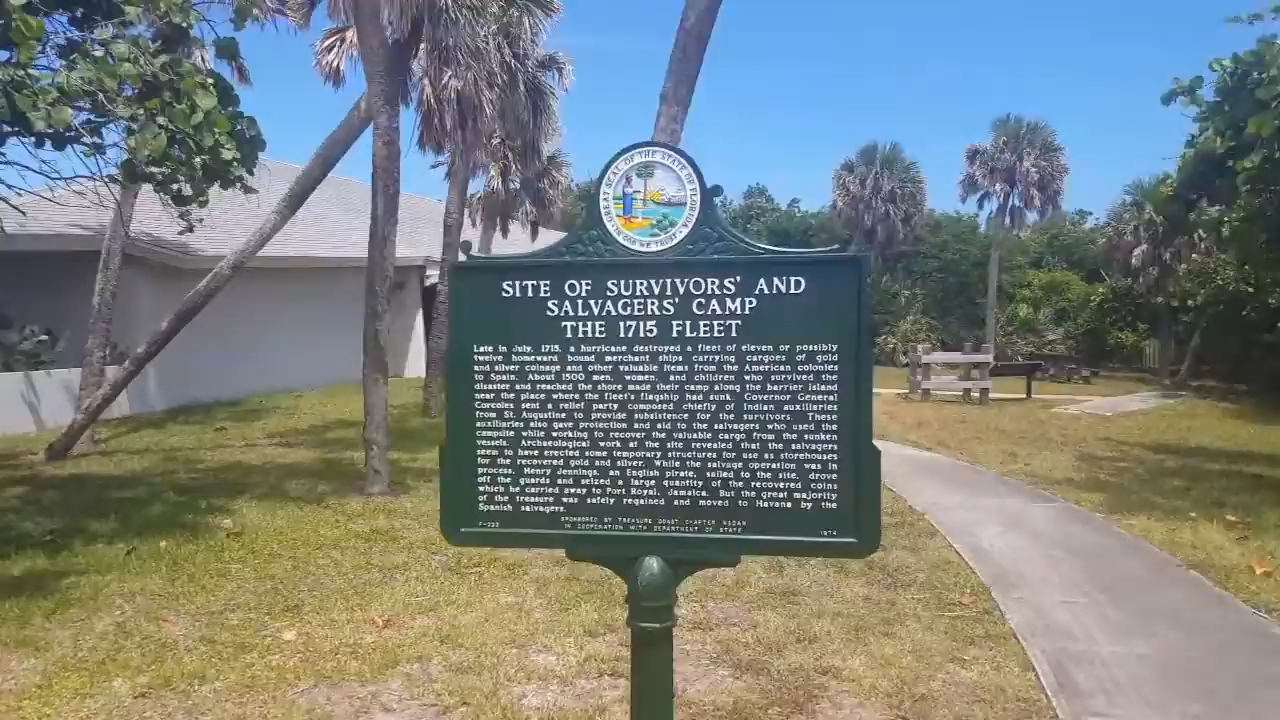 GREAT SEAL OF THE STATE OF FLORIDA
IN GOD WE TRUST
SITE OF SURVIVORS' AND
SALVAGERS' CAMP
THE 1715 FLEET
Late in July, 1715, a hurricane destroyed a fleet of eleven or possibly
twelve homeward bound merchant ships carrying cargoes of gold
and silver coinage and other valuable items from the American colonies
to Spain. About 1500 men, women, and children who survived the
disaster and reached the shore made their camp along the barrier island
near the place where the fleet's flagship had sunk. Governor General
Corcoles sent a relief party composed chiefly of Indian auxiliaries
from St. Augustine to provide subsistence for the survivors. These
auxiliaries also gave protection and aid to the salvagers who used the
campsite while working to recover the valuable cargo from the sunken
vessels. Archaeological work at the site revealed that the salvagers
seem to have erected some temporary structures for use as storehouses
for the recovered gold and silver. While the salvage operation was in
process, Henry Jennings, an English pirate, sailed to the site, drove
off the guards and seized a large quantity of the recovered coins
which he carried away to Port Royal, Jamaica. But the great majority
of the treasure was safely regained and moved to Havana by the
Spanish salvagers.
SPONSORED BY TREASURE COAST CHAPTER NSDAR
F-222 IN COOPERATION WITH DEPARTMENT OF STATE 1974